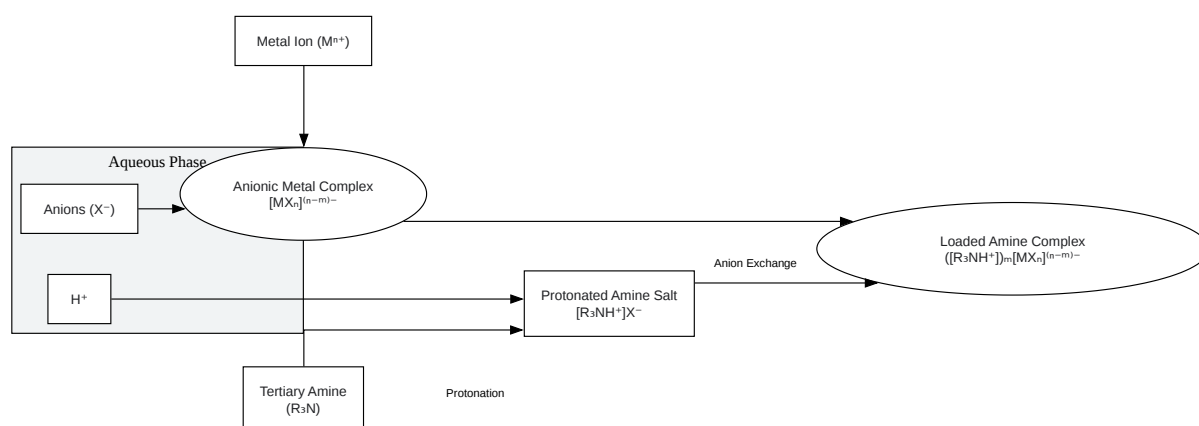 Metal Ion (Mⁿ⁺)
Aqueous Phase
Anionic Metal Complex
[MXₙ]⁽ⁿ⁻ᵐ⁾⁻
Anions (X⁻)
Loaded Amine Complex
([R₃NH⁺])ₘ[MXₙ]⁽ⁿ⁻ᵐ⁾⁻
Anion Exchange
H⁺
Protonated Amine Salt
[R₃NH⁺]X⁻
Tertiary Amine
(R₃N)
Protonation